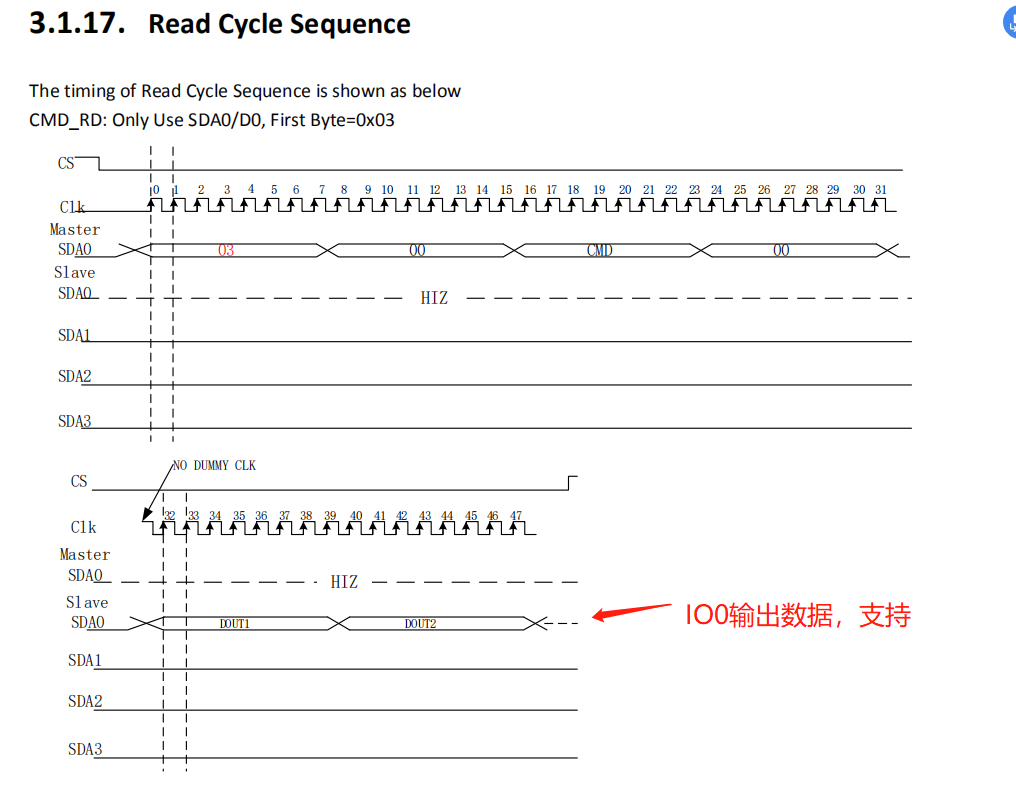 3.1.17. Read Cycle Sequence
The timing of Read Cycle Sequence is shown as below
CMD_RD: Only Use SDA0/D0, First Byte=0x03
CS
0 1 2 3 4 5 6 7 8 9 10 11 12 13 14 15 16 17 18 19 20 21 22 23 24 25 26 27 28 29 30 31
Clk
Master
SDA0 03 00 CMD 00
Slave
SDA0 HIZ
SDA1
SDA2
SDA3
NO DUMMY CLK
CS
32 33 34 35 36 37 38 39 40 41 42 43 44 45 46 47
Clk
Master
SDA0 HIZ
Slave
SDA0 DOUT1 DOUT2
IO0输出数据，支持
SDA1
SDA2
SDA3